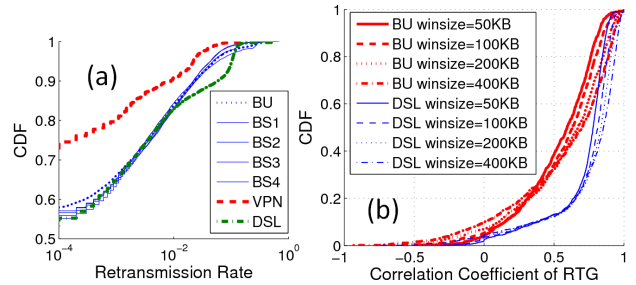 (a)
CDF
1
0.9
0.8
0.7
0.6
0.5
10^-4
10^-2
10^0
Retransmission Rate
BU
BS1
BS2
BS3
BS4
VPN
DSL
(b)
CDF
1
0.8
0.6
0.4
0.2
0
-1
-0.5
0
0.5
1
Correlation Coefficient of RTG
BU winsize=50KB
BU winsize=100KB
BU winsize=200KB
BU winsize=400KB
DSL winsize=50KB
DSL winsize=100KB
DSL winsize=200KB
DSL winsize=400KB